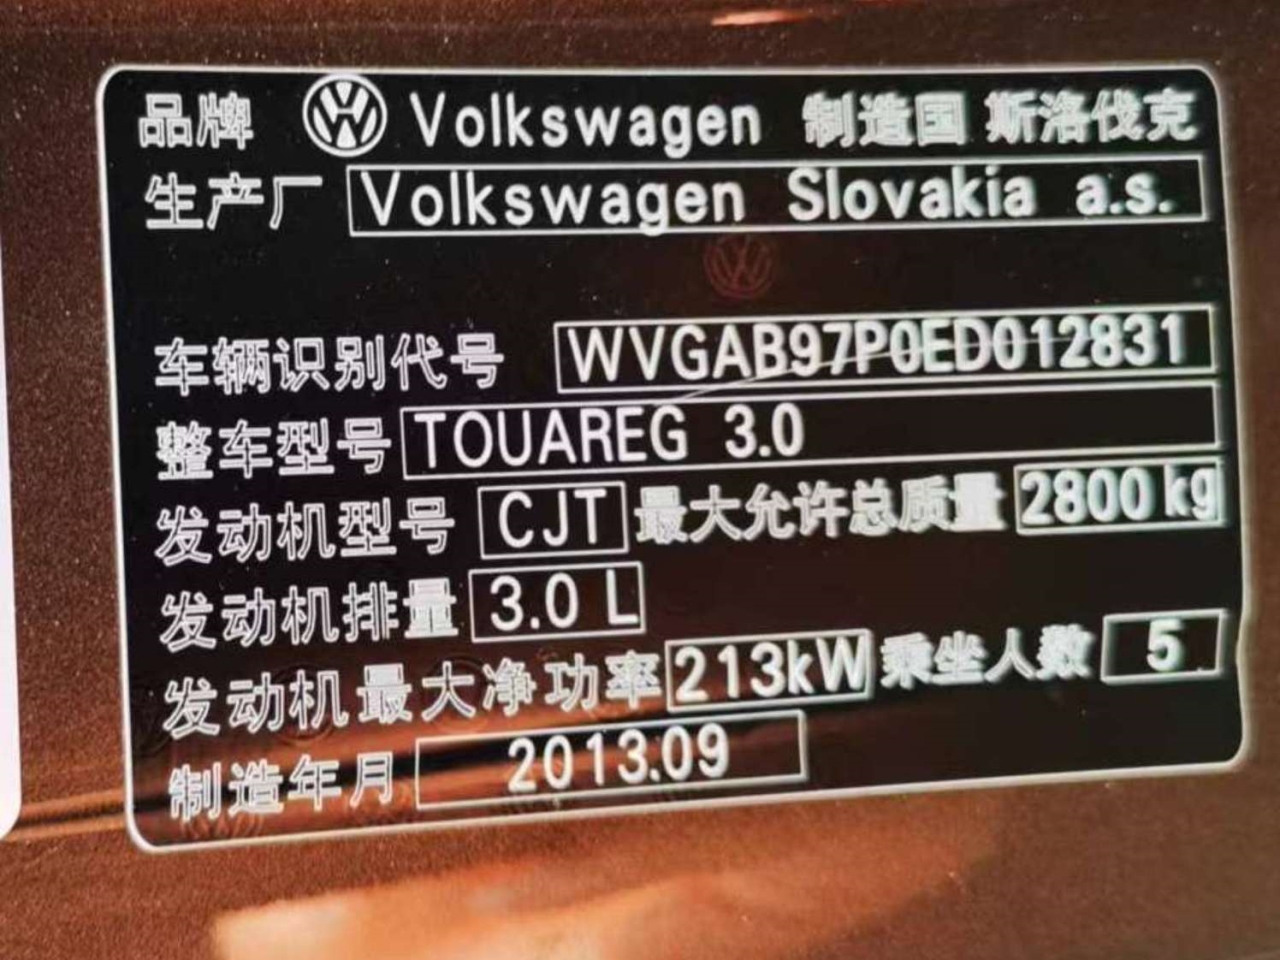 品牌 Volkswagen 制造国 斯洛伐克
生产厂 Volkswagen Slovakia a.s.
车辆识别代号 WVGAB97P0ED012831
整车型号 TOUAREG 3.0
发动机型号 CJT 最大允许总质量 2800 kg
发动机排量 3.0 L
发动机最大净功率 213kW 乘坐人数 5
制造年月 2013.09